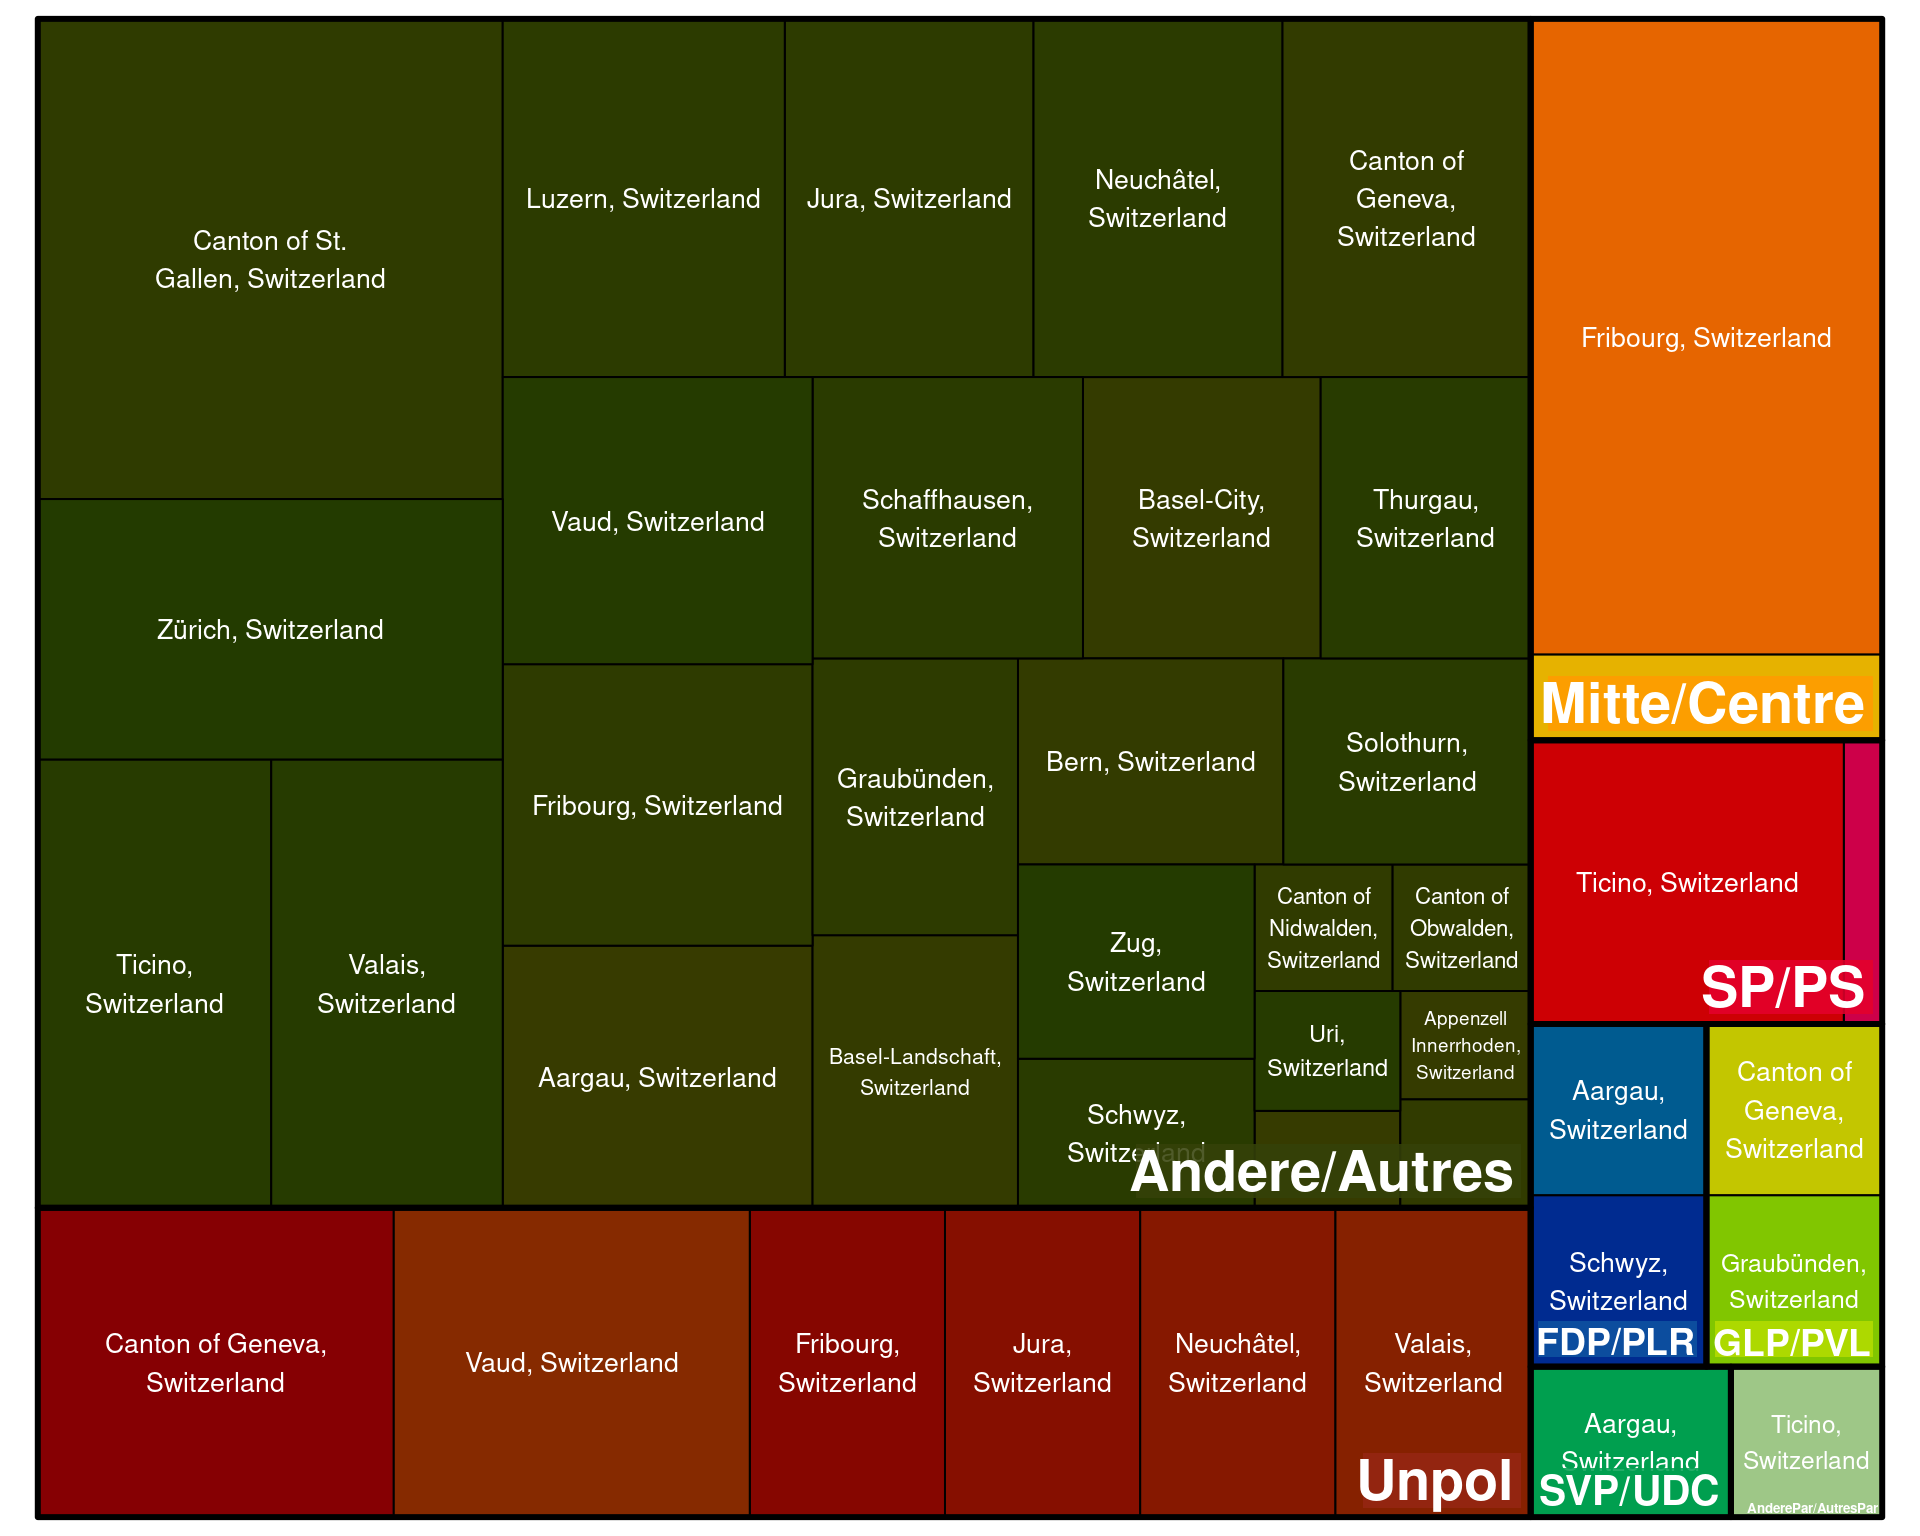 Canton of St.
Gallen, Switzerland
Luzern, Switzerland
Jura, Switzerland
Neuchâtel,
Switzerland
Canton of
Geneva,
Switzerland
Fribourg, Switzerland
Zürich, Switzerland
Vaud, Switzerland
Schaffhausen,
Switzerland
Basel-City,
Switzerland
Thurgau,
Switzerland
Mitte/Centre
Ticino,
Switzerland
Valais,
Switzerland
Fribourg, Switzerland
Graubünden,
Switzerland
Bern, Switzerland
Solothurn,
Switzerland
Ticino, Switzerland
SP/PS
Aargau, Switzerland
Basel-Landschaft,
Switzerland
Zug,
Switzerland
Canton of
Nidwalden,
Switzerland
Canton of
Obwalden,
Switzerland
Uri,
Switzerland
Appenzell
Innerrhoden,
Switzerland
Schwyz,
Switzerland
Andere/Autres
Aargau,
Switzerland
Canton of
Geneva,
Switzerland
Schwyz,
Switzerland
FDP/PLR
Graubünden,
Switzerland
GLP/PVL
Canton of Geneva,
Switzerland
Vaud, Switzerland
Fribourg,
Switzerland
Jura,
Switzerland
Neuchâtel,
Switzerland
Valais,
Switzerland
Unpol
Aargau,
Switzerland
SVP/UDC
Ticino,
Switzerland
AnderePar/AutresPar